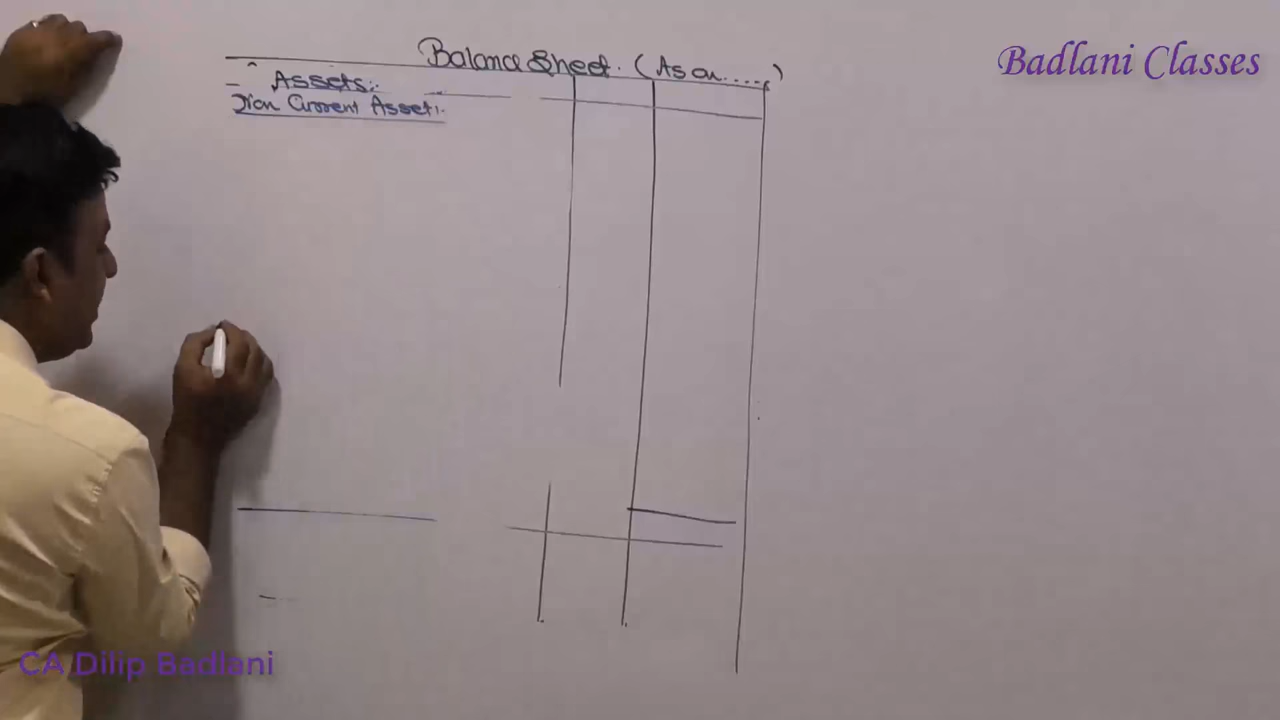 Badlani Classes
Balance Sheet. (As on.....)
Assets:-
Non Current Asset:-
CA Dilip Badlani